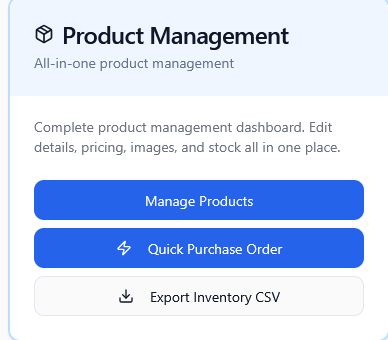 Product Management
All-in-one product management
Complete product management dashboard. Edit
details, pricing, images, and stock all in one place.
Manage Products
Quick Purchase Order
Export Inventory CSV